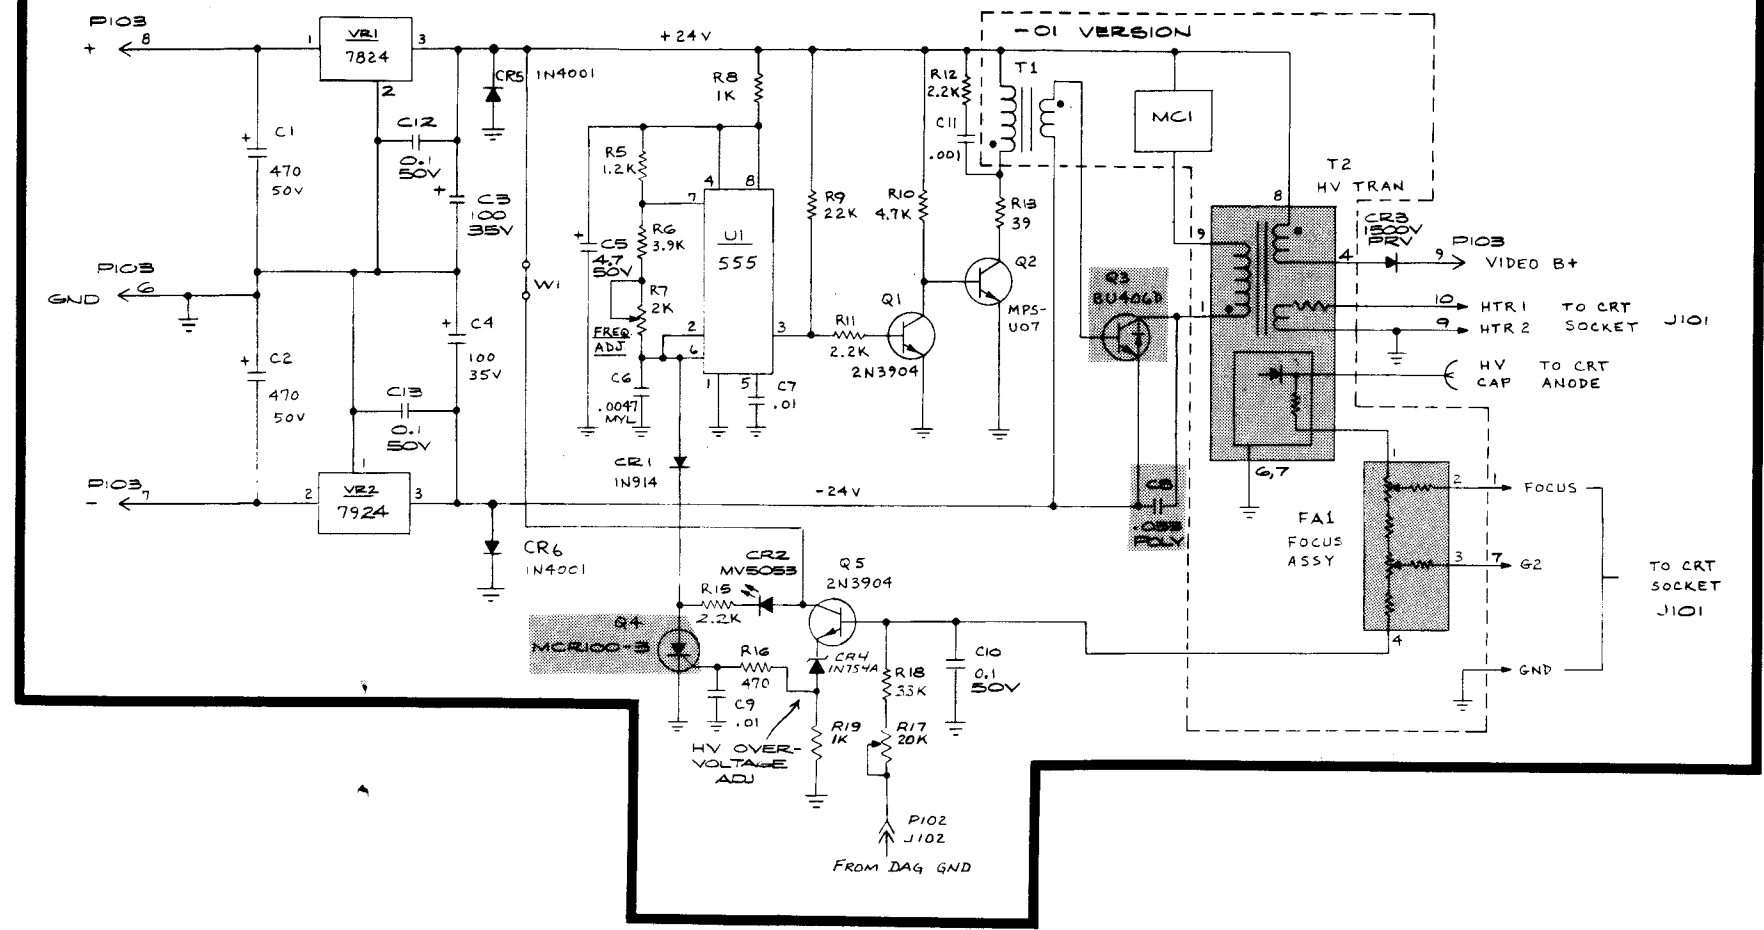 P103
+ 8
1
VR1
7824
3
2
+24V
CR5 1N4001
-01 VERSION
R8
1K
R12
2.2K
T1
C11
.001
MC1
C1
+
470
50V
C12
0.1
50V
+
C3
100
35V
R5
1.2K
4
8
7
R6
3.9K
+
C5
4.7
50V
U1
555
R7
2K
FREQ
ADJ
2
6
3
1
5
C6
.0047
MYL
C7
.01
R9
22K
R10
4.7K
R13
39
Q2
MPS-
U07
Q1
R11
2.2K
2N3904
Q3
BU406D
T2
HV TRAN
8
9
1
4
CR3
1500V
PRV
P103
9
VIDEO B+
10
HTR 1
9
HTR 2
TO CRT
SOCKET
J101
HV
CAP
TO CRT
ANODE
6,7
P103
GND 6
W1
+
C4
100
35V
+
C2
470
50V
C13
0.1
50V
P103
- 7
2
1
VR2
7924
3
CR1
1N914
-24V
C8
.033
POLY
CR6
1N4001
1
2
1
FOCUS
FA1
FOCUS
ASSY
3
7
G2
4
GND
TO CRT
SOCKET
J101
CR2
MV5053
Q5
2N3904
R15
2.2K
Q4
MCR100-3
R16
470
CR4
1N754A
C9
.01
R18
33K
C10
0.1
50V
R19
1K
R17
20K
HV OVER-
VOLTAGE
ADJ
P102
J102
FROM DAG GND